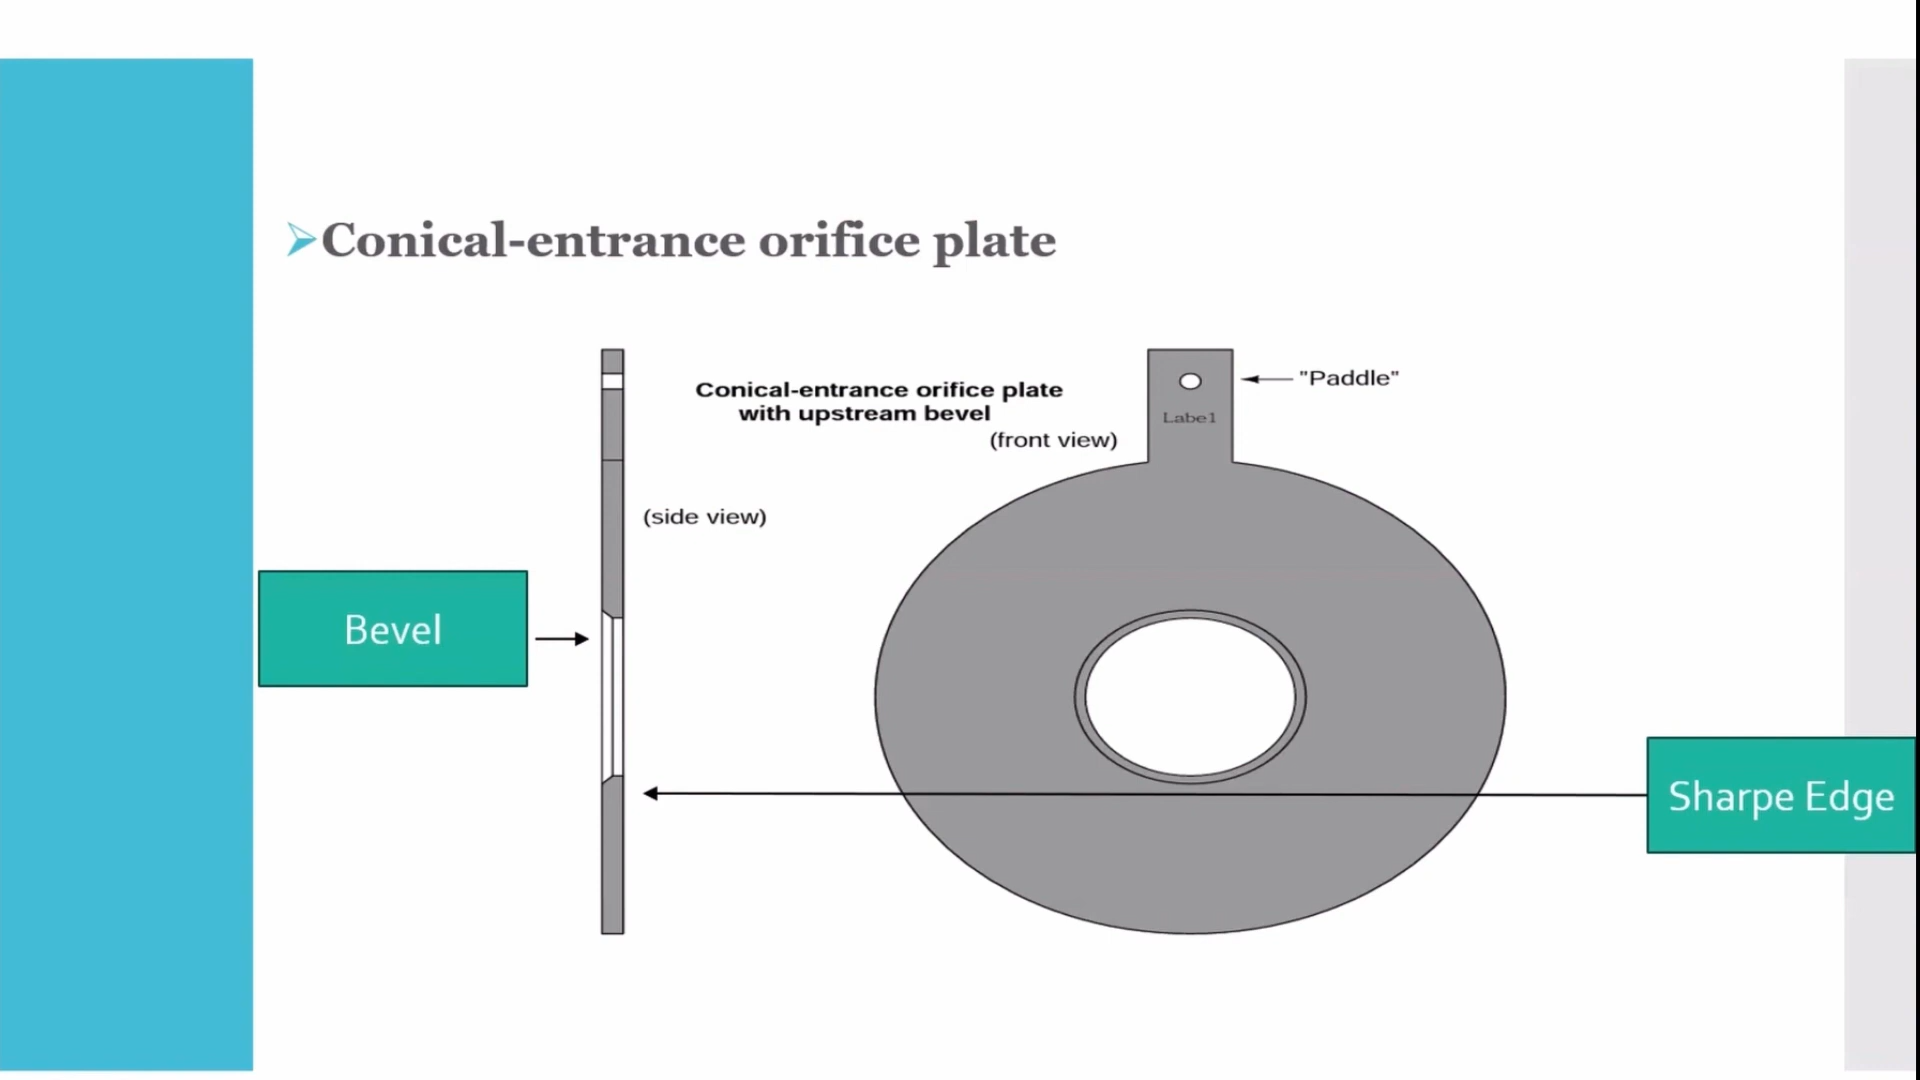 Conical-entrance orifice plate
Conical-entrance orifice plate
with upstream bevel
(front view)
"Paddle"
Label
(side view)
Bevel
Sharpe Edge